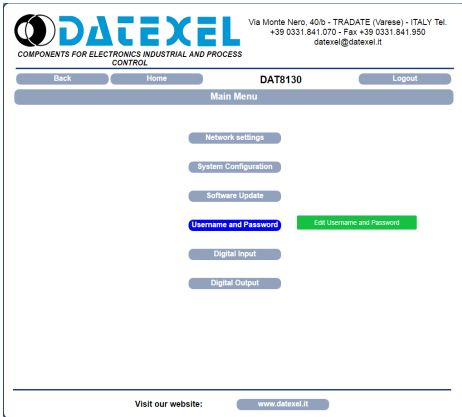 DATEXEL
COMPONENTS FOR ELECTRONICS INDUSTRIAL AND PROCESS
CONTROL
Via Monte Nero, 40/b - TRADATE (Varese) - ITALY Tel.
+39 0331.841.070 - Fax +39 0331.841.950
datexel@datexel.it
Back Home DAT8130 Logout
Main Menu
Network settings
System Configuration
Software Update
Username and Password Edit Username and Password
Digital Input
Digital Output
Visit our website: www.datexel.it